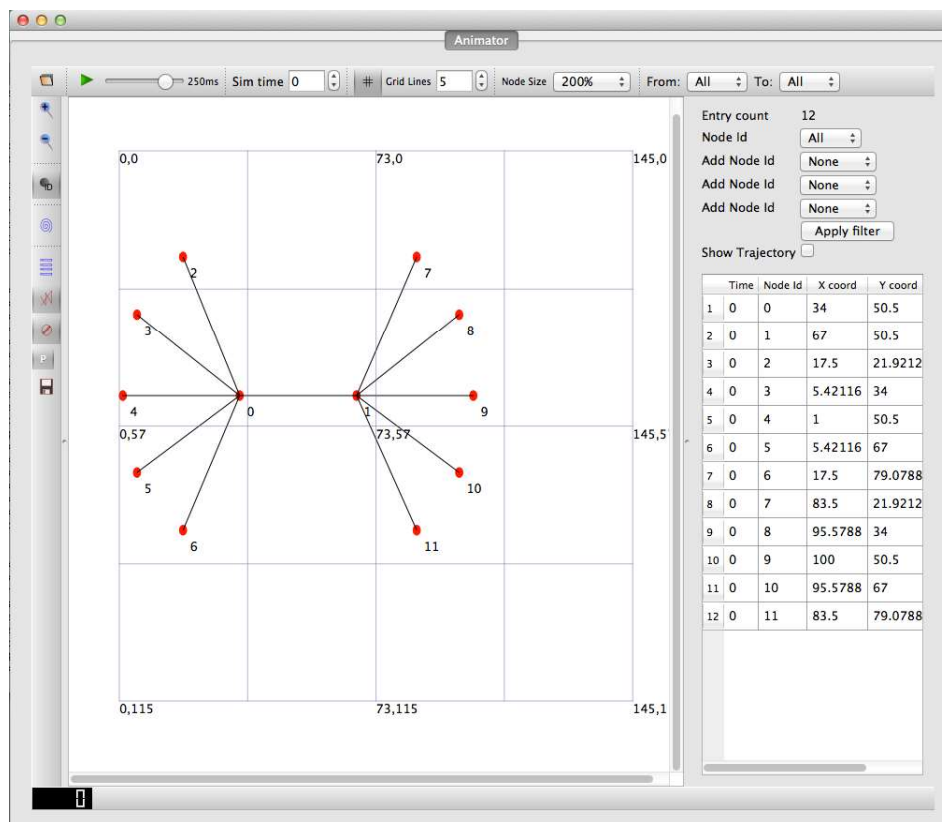 Animator
250ms Sim time 0 # Grid Lines 5 Node Size 200% From: All To: All
Entry count 12
Node Id All
Add Node Id None
Add Node Id None
Add Node Id None
Apply filter
Show Trajectory
0,0 73,0 145,0
2 7
3 8
4 0 1 9
0,57 73,57 145,5
5 10
6 11
0,115 73,115 145,1
Time Node Id X coord Y coord
1 0 0 34 50.5
2 0 1 67 50.5
3 0 2 17.5 21.9212
4 0 3 5.42116 34
5 0 4 1 50.5
6 0 5 5.42116 67
7 0 6 17.5 79.0788
8 0 7 83.5 21.9212
9 0 8 95.5788 34
10 0 9 100 50.5
11 0 10 95.5788 67
12 0 11 83.5 79.0788
P
0